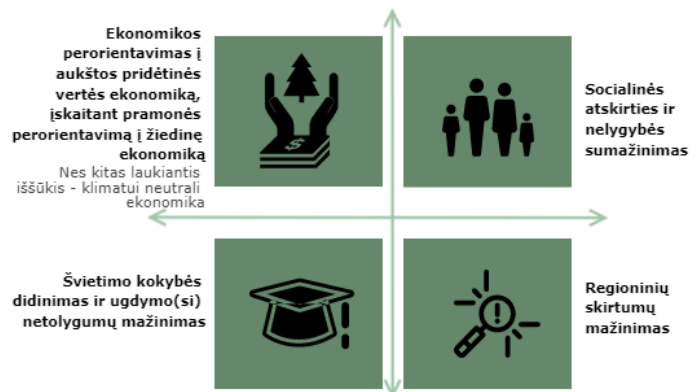 Ekonomikos
perorientavimas į
aukštos pridėtinės
vertės ekonomiką,
įskaitant pramonės
perorientavimą į žiedinę
ekonomiką
Nes kitas laukiantis
iššūkis - klimatui neutrali
ekonomika
Socialinės
atskirties ir
nelygybės
sumažinimas
Švietimo kokybės
didinimas ir ugdymo(si)
netolygumų mažinimas
Regioninių
skirtumų
mažinimas